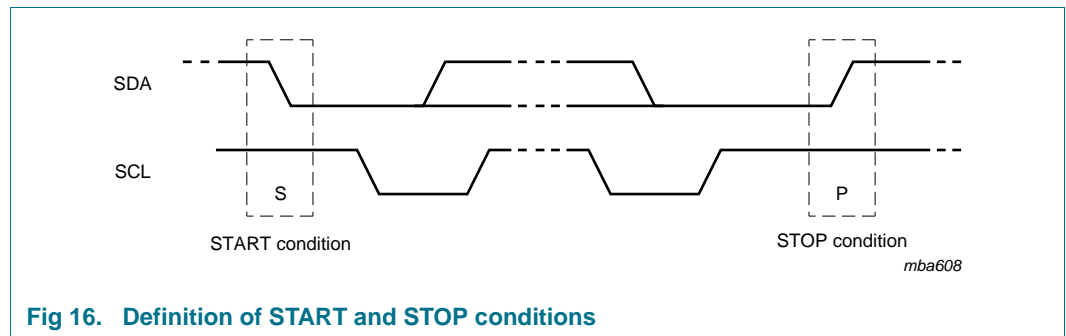 SDA
SCL
S
P
START condition
STOP condition
mba608
Fig 16. Definition of START and STOP conditions